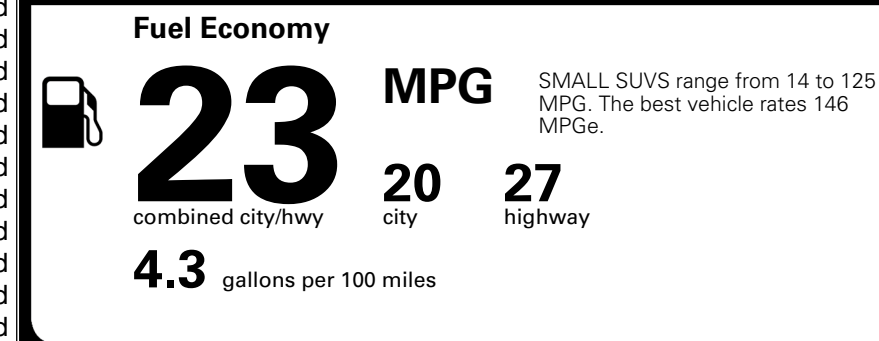 Fuel Economy
23
MPG
SMALL SUVS range from 14 to 125
MPG. The best vehicle rates 146
MPGe.
combined city/hwy
20
city
27
highway
4.3 gallons per 100 miles
d
d
d
d
d
d
d
d
d
d
d